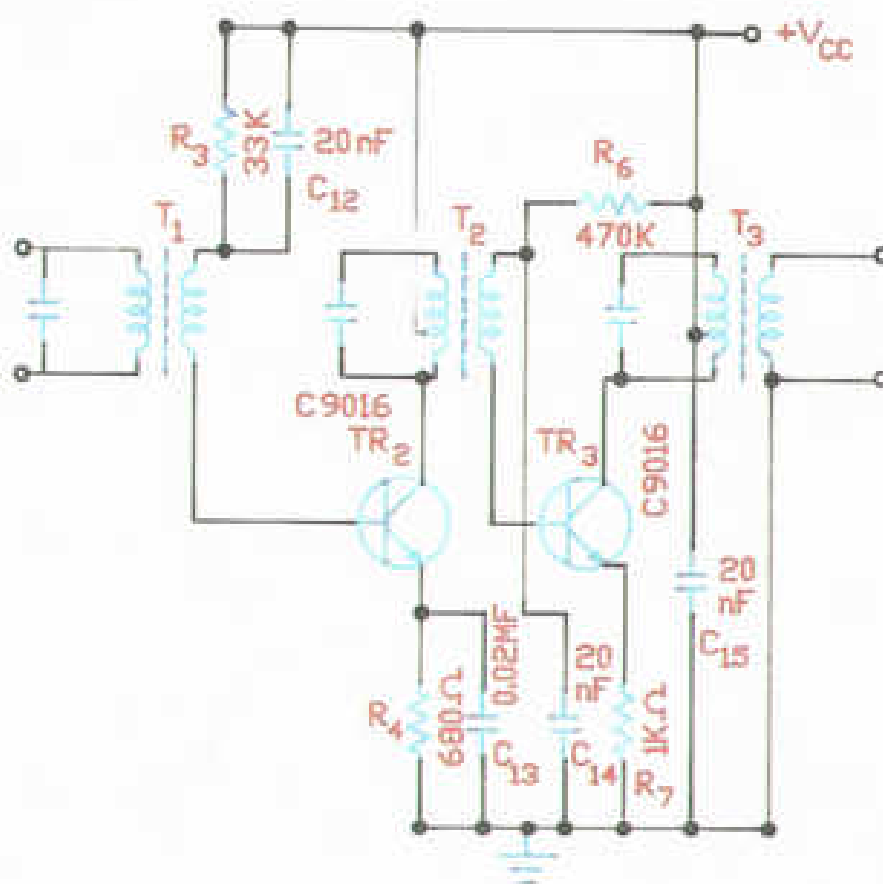 +VCC
R3
33K
20nF
C12
R6
470K
T1
T2
T3
C9016
TR2
TR3
C9016
20
nF
C15
0.02MF
20
nF
R4
680Ω
C13
C14
1K.Ω
R7